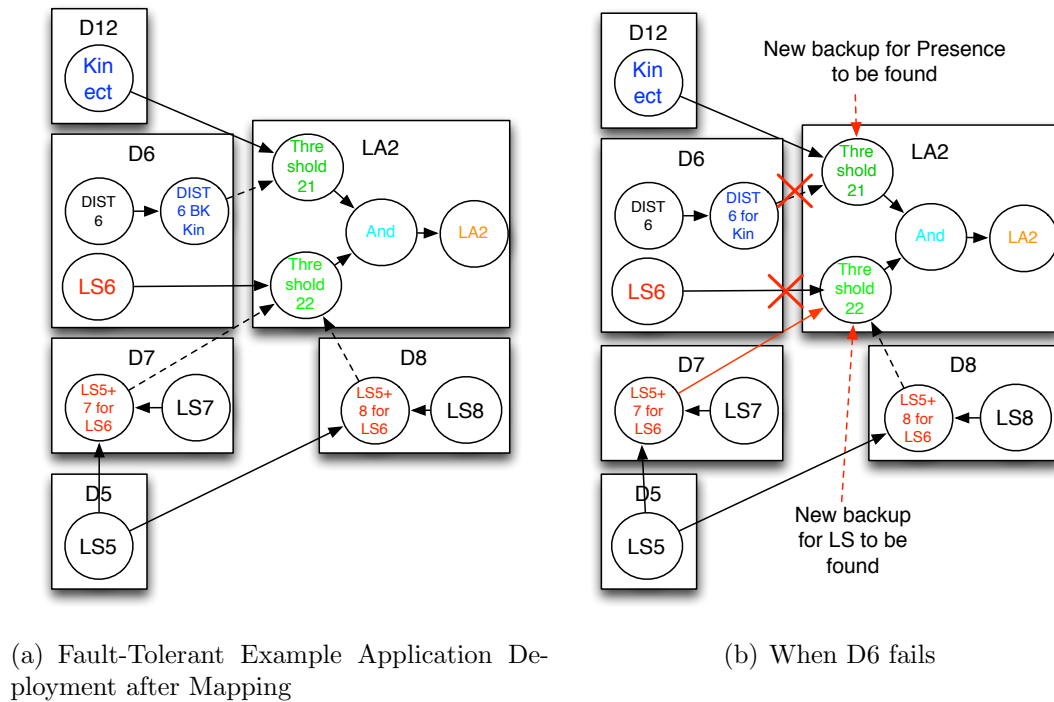 D12
Kin
ect
D6
LA2
Thre
shold
21
DIST
6
DIST
6 BK
Kin
And
LA2
LS6
Thre
shold
22
D7
D8
LS5+
7 for
LS6
LS7
LS5+
8 for
LS6
LS8
D5
LS5
(a) Fault-Tolerant Example Application De-
ployment after Mapping
D12
New backup for Presence
to be found
Kin
ect
D6
LA2
Thre
shold
21
DIST
6
DIST
6 for
Kin
And
LA2
LS6
Thre
shold
22
D7
D8
LS5+
7 for
LS6
LS7
LS5+
8 for
LS6
LS8
D5
LS5
New backup
for LS to be
found
(b) When D6 fails